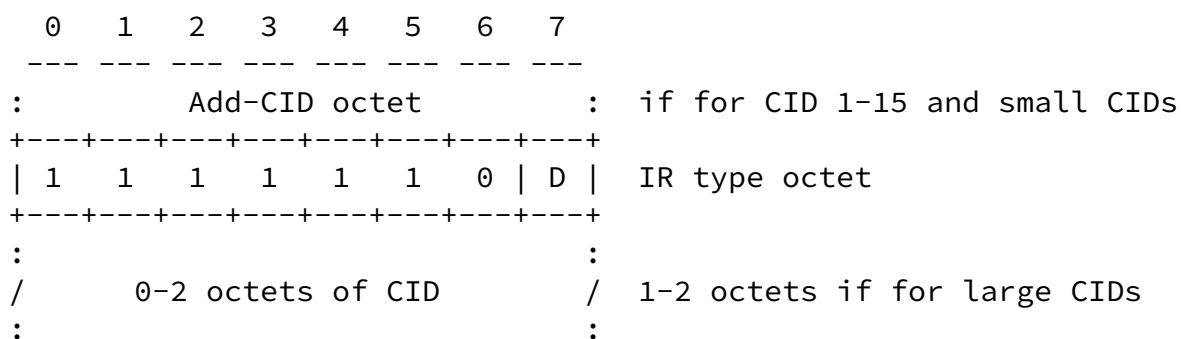 0   1   2   3   4   5   6   7
 --- --- --- --- --- --- --- ---
:         Add-CID octet         :  if for CID 1-15 and small CIDs
+---+---+---+---+---+---+---+---+
| 1   1   1   1   1   1   0 | D |  IR type octet
+---+---+---+---+---+---+---+---+
:                               :
/      0-2 octets of CID        /  1-2 octets if for large CIDs
:                               :